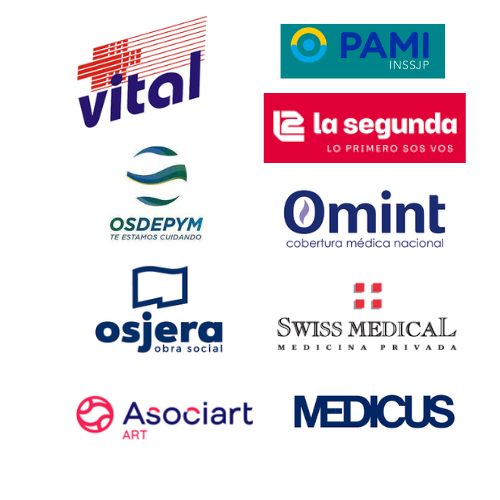 vital
PAMI
INSSJP
la segunda
LO PRIMERO SOS VOS
OSDEPYM
TE ESTAMOS CUIDANDO
Omint
cobertura médica nacional
osjera
obra social
SWISS MEDICAL
MEDICINA PRIVADA
Asociart
ART
MEDICUS